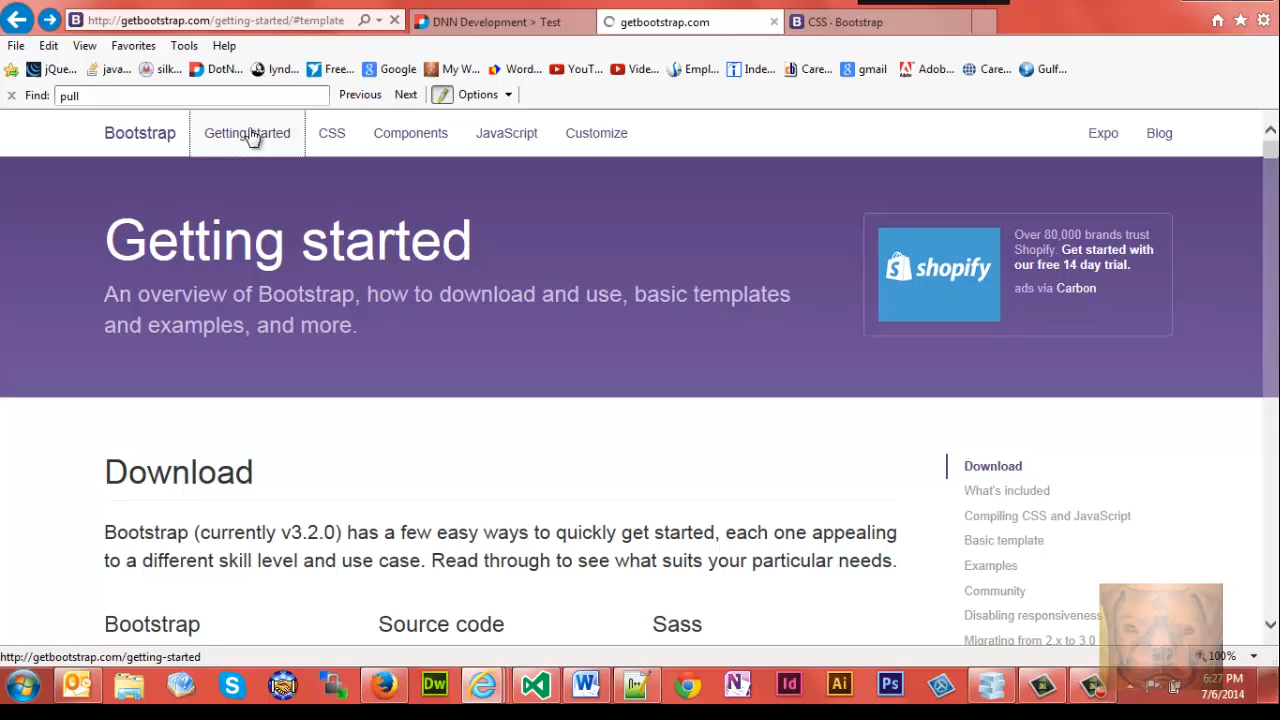 http://getbootstrap.com/getting-started/#template
DNN Development > Test
getbootstrap.com
CSS · Bootstrap
File Edit View Favorites Tools Help
jQue... java... silk... DotN... lynd... Free... Google My W... Word... YouT... Vide... Empl... Inde... Care... gmail Adob... Care... Gulf...
Find: pull Previous Next Options
Bootstrap Getting started CSS Components JavaScript Customize Expo Blog
Getting started
An overview of Bootstrap, how to download and use, basic templates
and examples, and more.
shopify
Over 80,000 brands trust
Shopify. Get started with
our free 14 day trial.
ads via Carbon
Download
Bootstrap (currently v3.2.0) has a few easy ways to quickly get started, each one appealing
to a different skill level and use case. Read through to see what suits your particular needs.
Bootstrap Source code Sass
Download
What's included
Compiling CSS and JavaScript
Basic template
Examples
Community
Disabling responsiveness
Migrating from 2.x to 3.0
http://getbootstrap.com/getting-started
100%
6:27 PM
7/6/2014